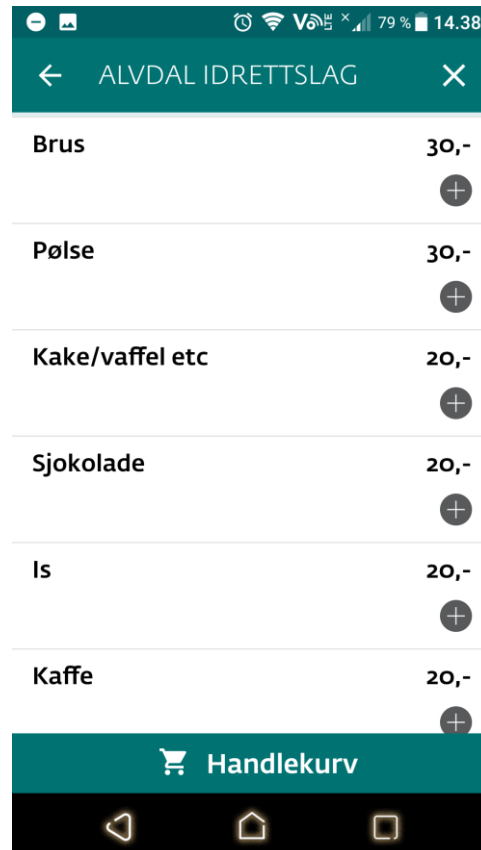 79 % 14.38
ALVDAL IDRETTSLAG
Brus 30,-
Pølse 30,-
Kake/vaffel etc 20,-
Sjokolade 20,-
Is 20,-
Kaffe 20,-
Handlekurv